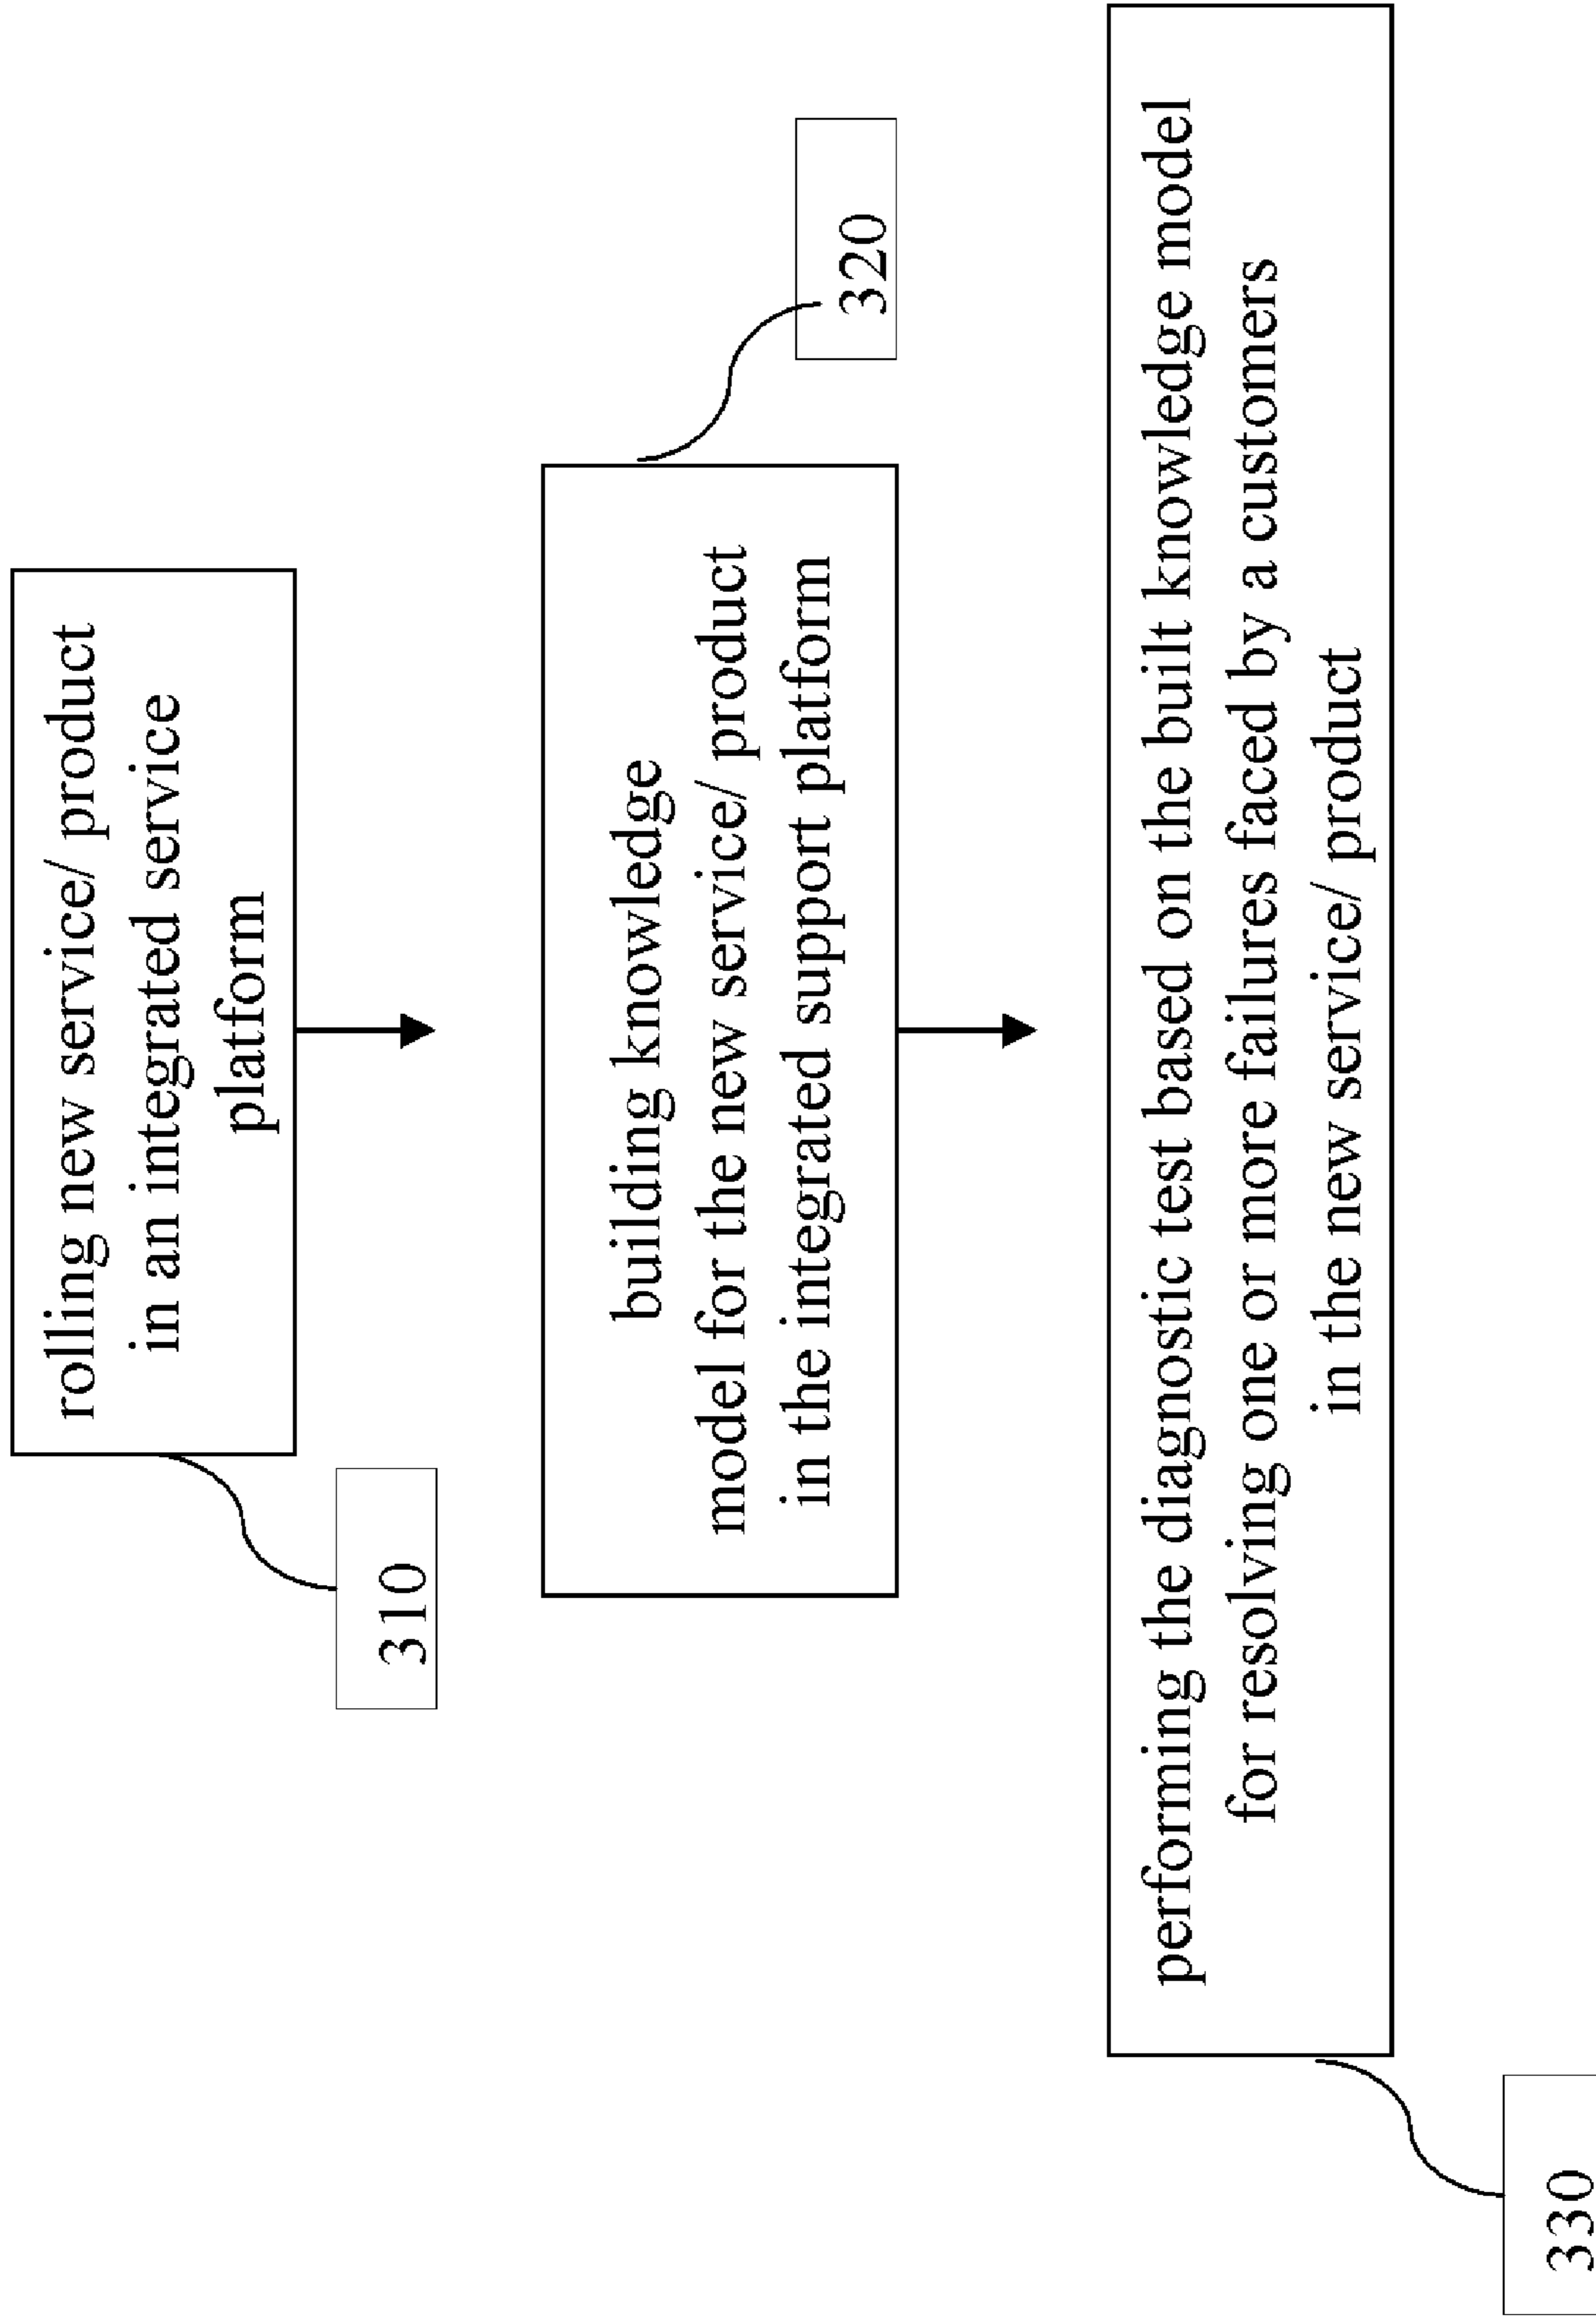 rolling new service/ product
in an integrated service
platform
310
building knowledge
model for the new service/ product
in the integrated support platform
320
performing the diagnostic test based on the built knowledge model
for resolving one or more failures faced by a customers
in the new service/ product
330